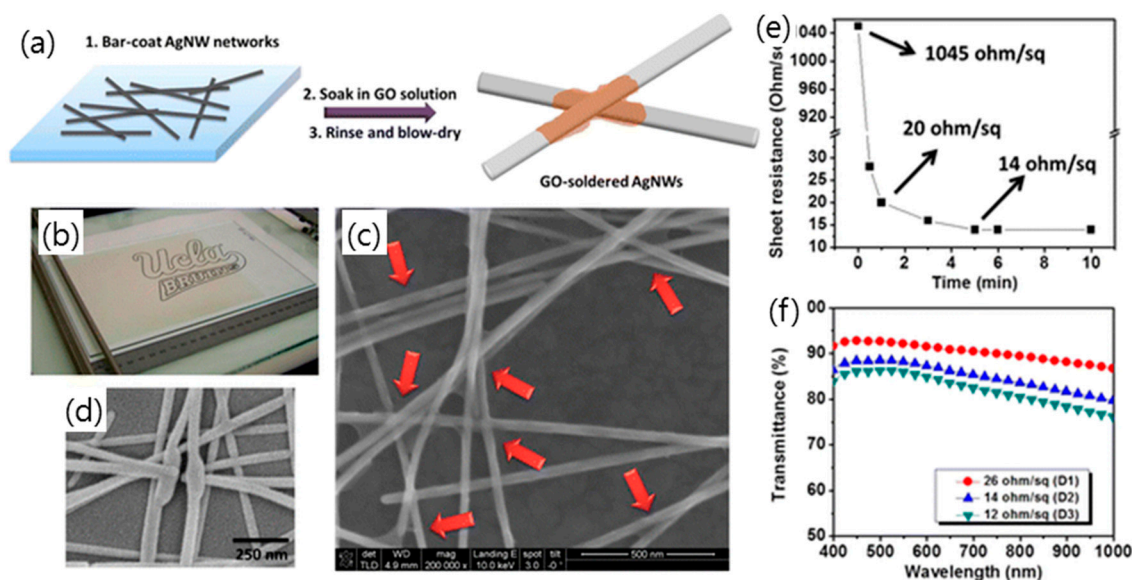 (a)
1. Bar-coat AgNW networks
2. Soak in GO solution
3. Rinse and blow-dry
GO-soldered AgNWs
(b)
Ucla
BRUINS
(c)
det WD mag Landing E spot tilt
TLD 4.9 mm 200 000 x 10.0 keV 3.0 -0 °
500 nm
(d)
250 nm
(e)
Sheet resistance (Ohm/sq
1040
1000
960
920
30
25
20
15
10
1045 ohm/sq
20 ohm/sq
14 ohm/sq
0 2 4 6 8 10
Time (min)
(f)
Transmittance (%)
00
90
80
70
60
50
26 ohm/sq (D1)
14 ohm/sq (D2)
12 ohm/sq (D3)
400 500 600 700 800 900 1000
Wavelength (nm)